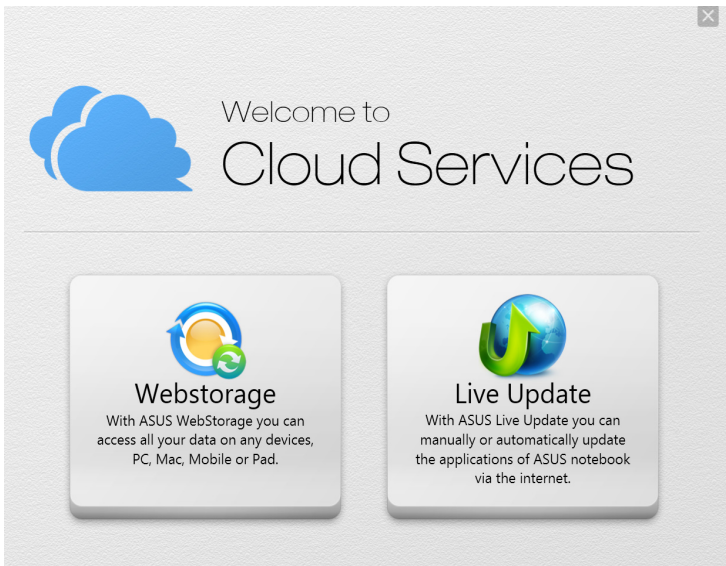 Welcome to
Cloud Services
Webstorage
With ASUS WebStorage you can
access all your data on any devices,
PC, Mac, Mobile or Pad.
Live Update
With ASUS Live Update you can
manually or automatically update
the applications of ASUS notebook
via the internet.